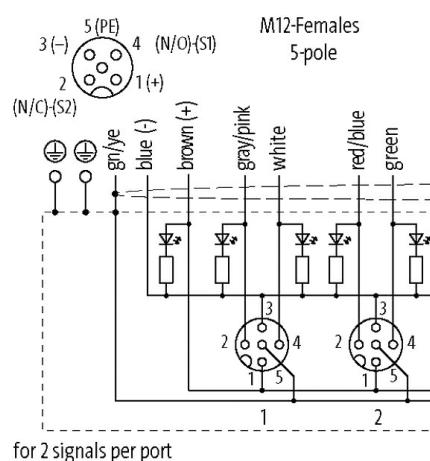 M12-Females
5-pole
5 (PE)
3 (–)
4
(N/O)-(S1)
2
1 (+)
(N/C)-(S2)
gn/ye
blue (-)
brown (+)
gray/pink
white
red/blue
green
3
3
2
4
2
4
1
5
1
5
1
2
for 2 signals per port